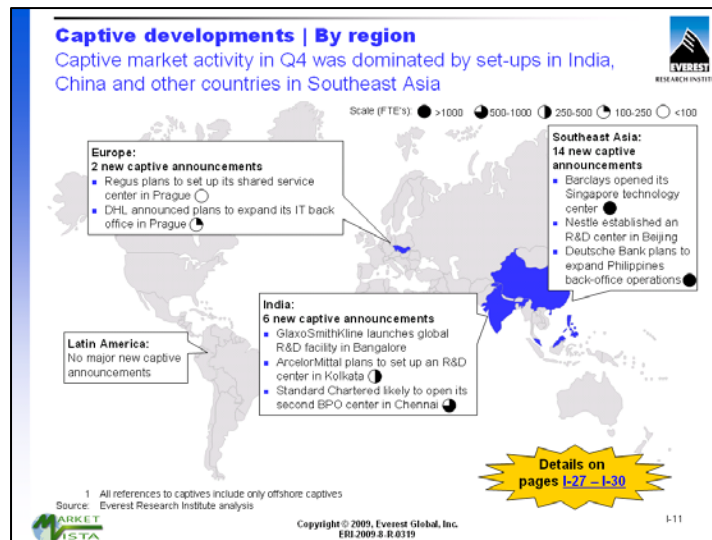 Captive developments | By region
Captive market activity in Q4 was dominated by set-ups in India,
China and other countries in Southeast Asia
EVEREST
RESEARCH INSTITUTE
Scale (FTE's): >1000 500-1000 250-500 100-250 <100
Europe:
2 new captive announcements
Regus plans to set up its shared service
center in Prague
DHL announced plans to expand its IT back
office in Prague
Southeast Asia:
14 new captive
announcements
Barclays opened its
Singapore technology
center
Nestle established an
R&D center in Beijing
Deutsche Bank plans to
expand Philippines
back-office operations
India:
6 new captive announcements
GlaxoSmithKline launches global
R&D facility in Bangalore
ArcelorMittal plans to set up an R&D
center in Kolkata
Standard Chartered likely to open its
second BPO center in Chennai
Latin America:
No major new captive
announcements
Details on
pages I-27 – I-30
1 All references to captives include only offshore captives
Source: Everest Research Institute analysis
I-11
MARKET
VISTA
Copyright © 2009, Everest Global, Inc.
ERI-2009-8-R-0319